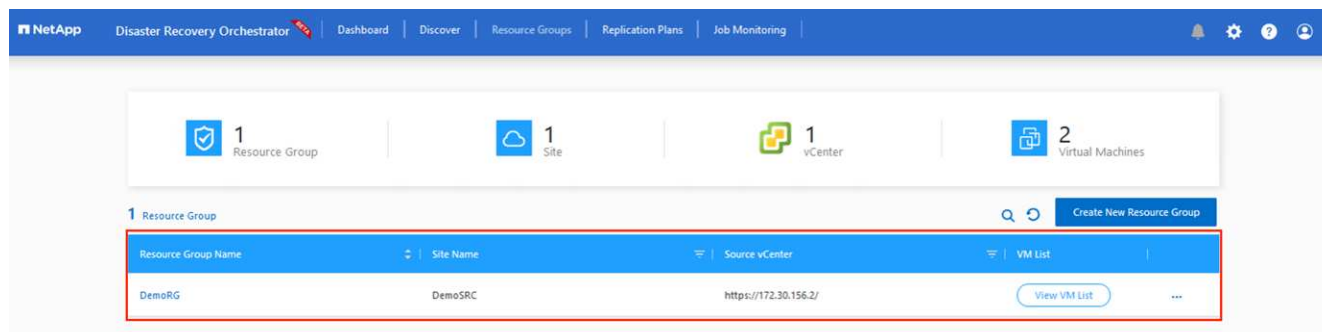 NetApp Disaster Recovery Orchestrator BETA Dashboard Discover Resource Groups Replication Plans Job Monitoring
1 Resource Group
1 Site
1 vCenter
2 Virtual Machines
1 Resource Group Create New Resource Group
Resource Group Name Site Name Source vCenter VM List
DemoRG DemoSRC https://172.30.156.2/ View VM List ...